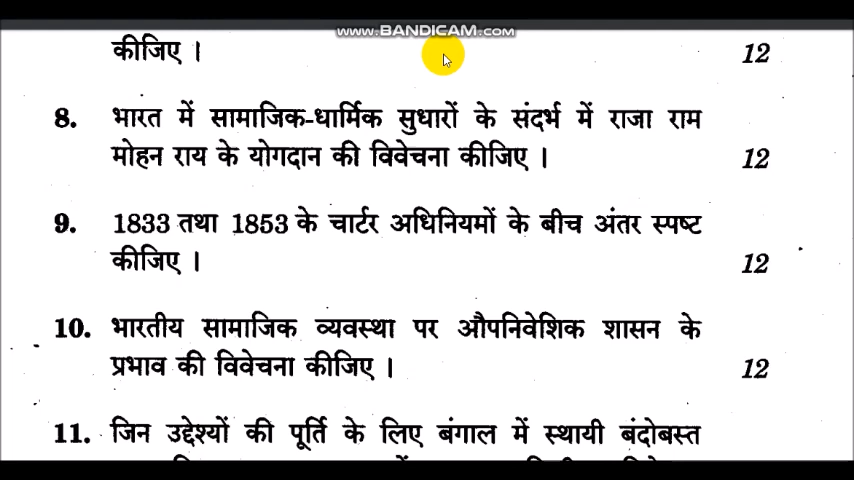 www.BANDICAM.com
कीजिए । 12
8. भारत में सामाजिक-धार्मिक सुधारों के संदर्भ में राजा राम
मोहन राय के योगदान की विवेचना कीजिए । 12
9. 1833 तथा 1853 के चार्टर अधिनियमों के बीच अंतर स्पष्ट
कीजिए । 12
10. भारतीय सामाजिक व्यवस्था पर औपनिवेशिक शासन के
प्रभाव की विवेचना कीजिए । 12
11. जिन उद्देश्यों की पूर्ति के लिए बंगाल में स्थायी बंदोबस्त